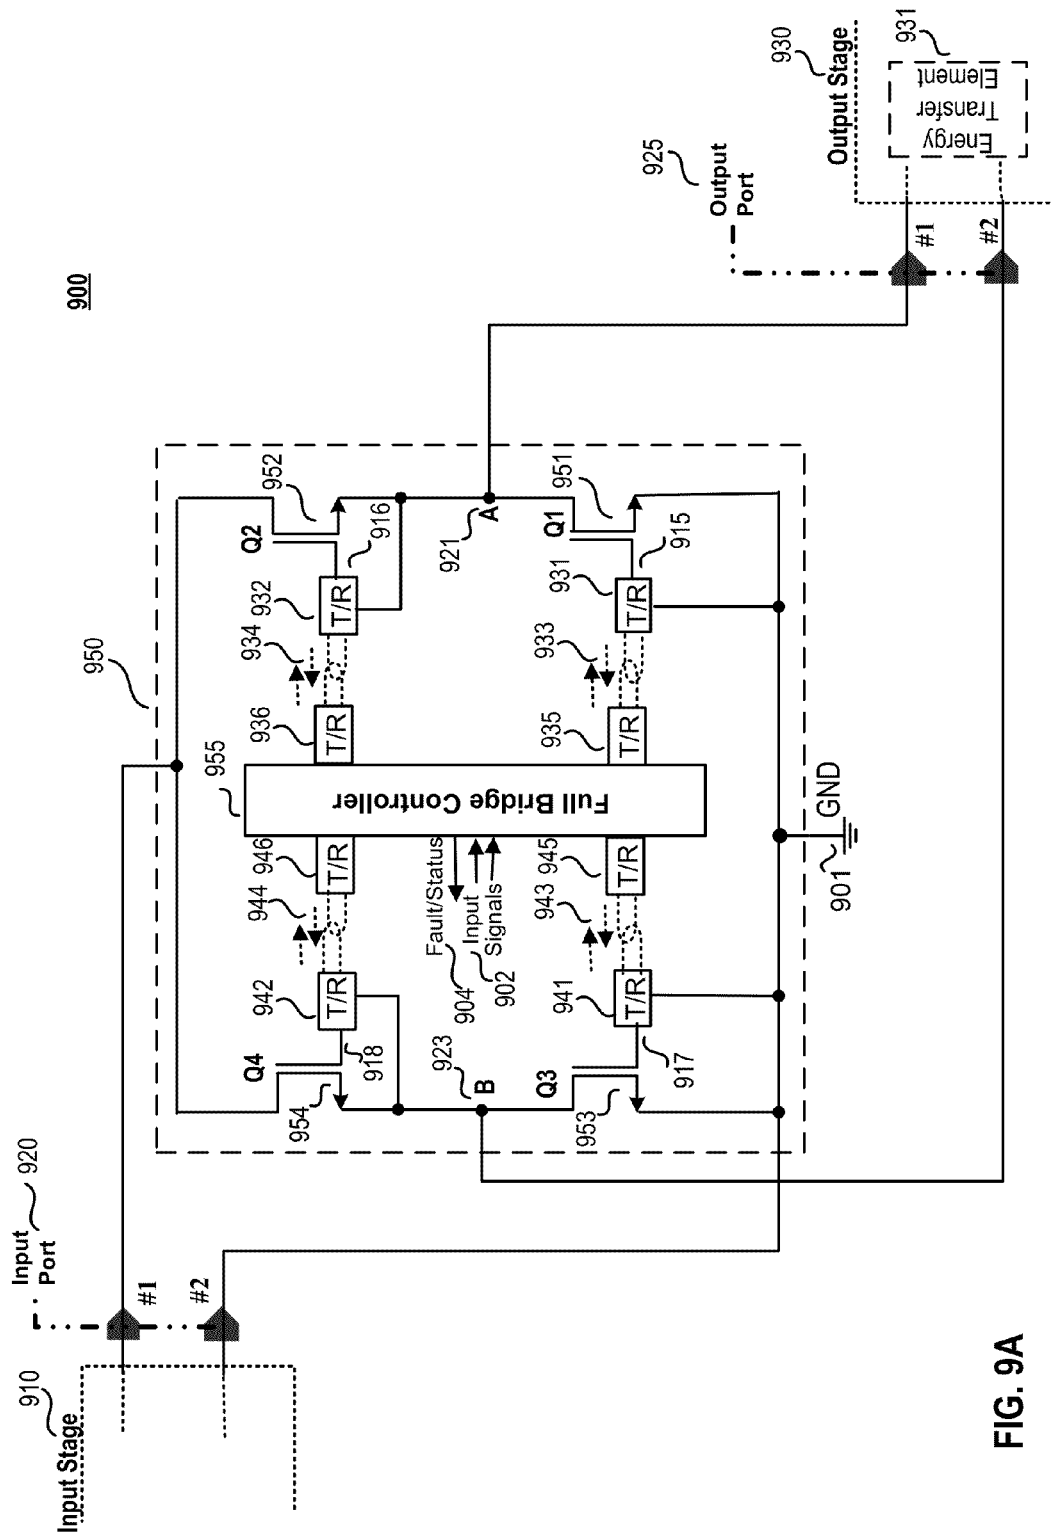 900
Input Stage
910
Input
Port
920
#1
#2
950
955
Q4
954
918
942
T/R
944
946
T/R
936
T/R
934
932
T/R
916
Q2
952
Full Bridge Controller
Fault/Status
904
Input
Signals
902
923
B
921
A
Q3
953
917
941
T/R
943
945
T/R
935
T/R
933
931
T/R
915
Q1
951
901
GND
Output
Port
925
#1
#2
930
Output Stage
931
Energy
Transfer
Element
FIG. 9A